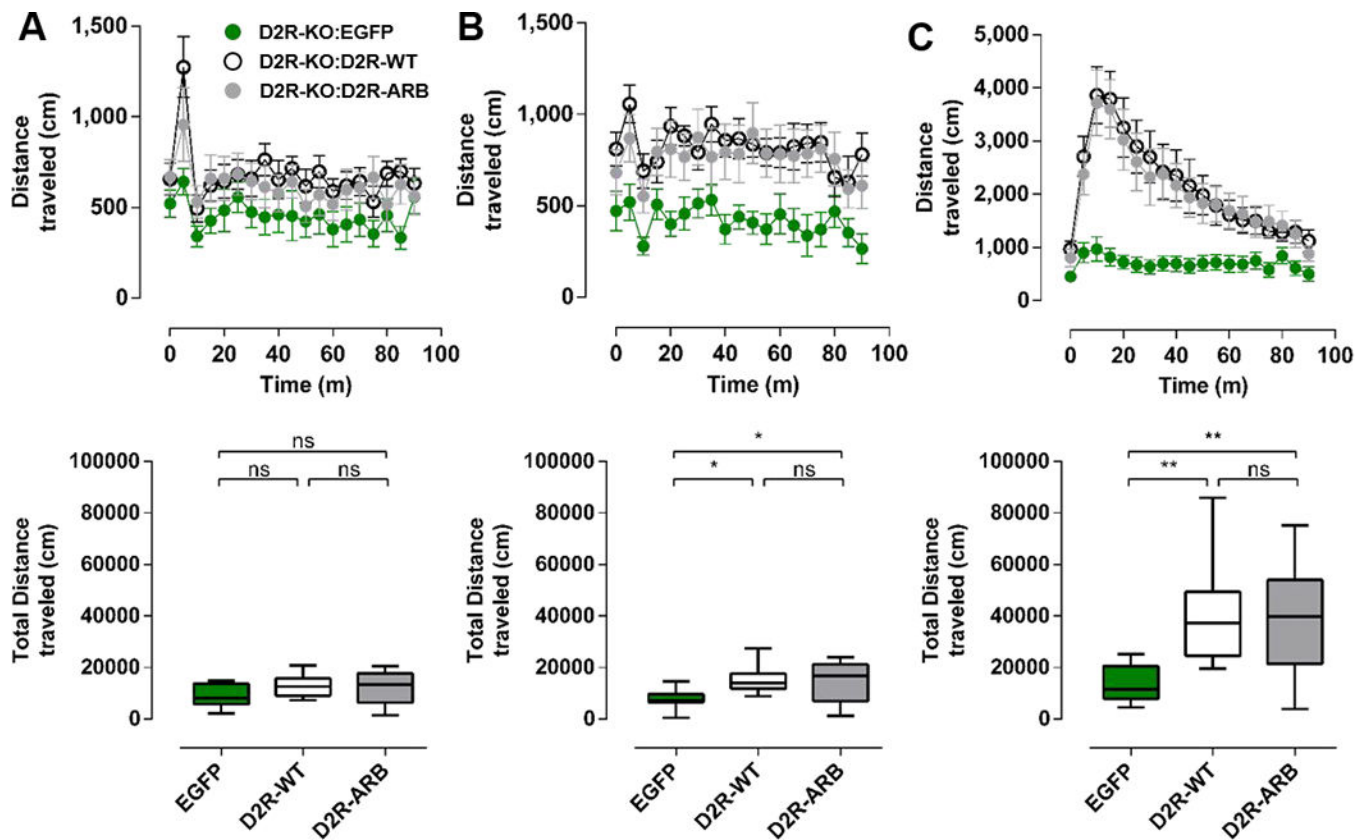 A
1,500
1,000
500
0
Distance
traveled (cm)
D2R-KO:EGFP
D2R-KO:D2R-WT
D2R-KO:D2R-ARB
0 20 40 60 80 100
Time (m)
B
1,500
1,000
500
0
Distance
traveled (cm)
0 20 40 60 80 100
Time (m)
C
5,000
4,000
3,000
2,000
1,000
0
Distance
traveled (cm)
0 20 40 60 80 100
Time (m)
ns
ns ns
100000
80000
60000
40000
20000
0
Total Distance
traveled (cm)
EGFP
D2R-WT
D2R-ARB
*
* ns
100000
80000
60000
40000
20000
0
Total Distance
traveled (cm)
EGFP
D2R-WT
D2R-ARB
**
** ns
100000
80000
60000
40000
20000
0
Total Distance
traveled (cm)
EGFP
D2R-WT
D2R-ARB